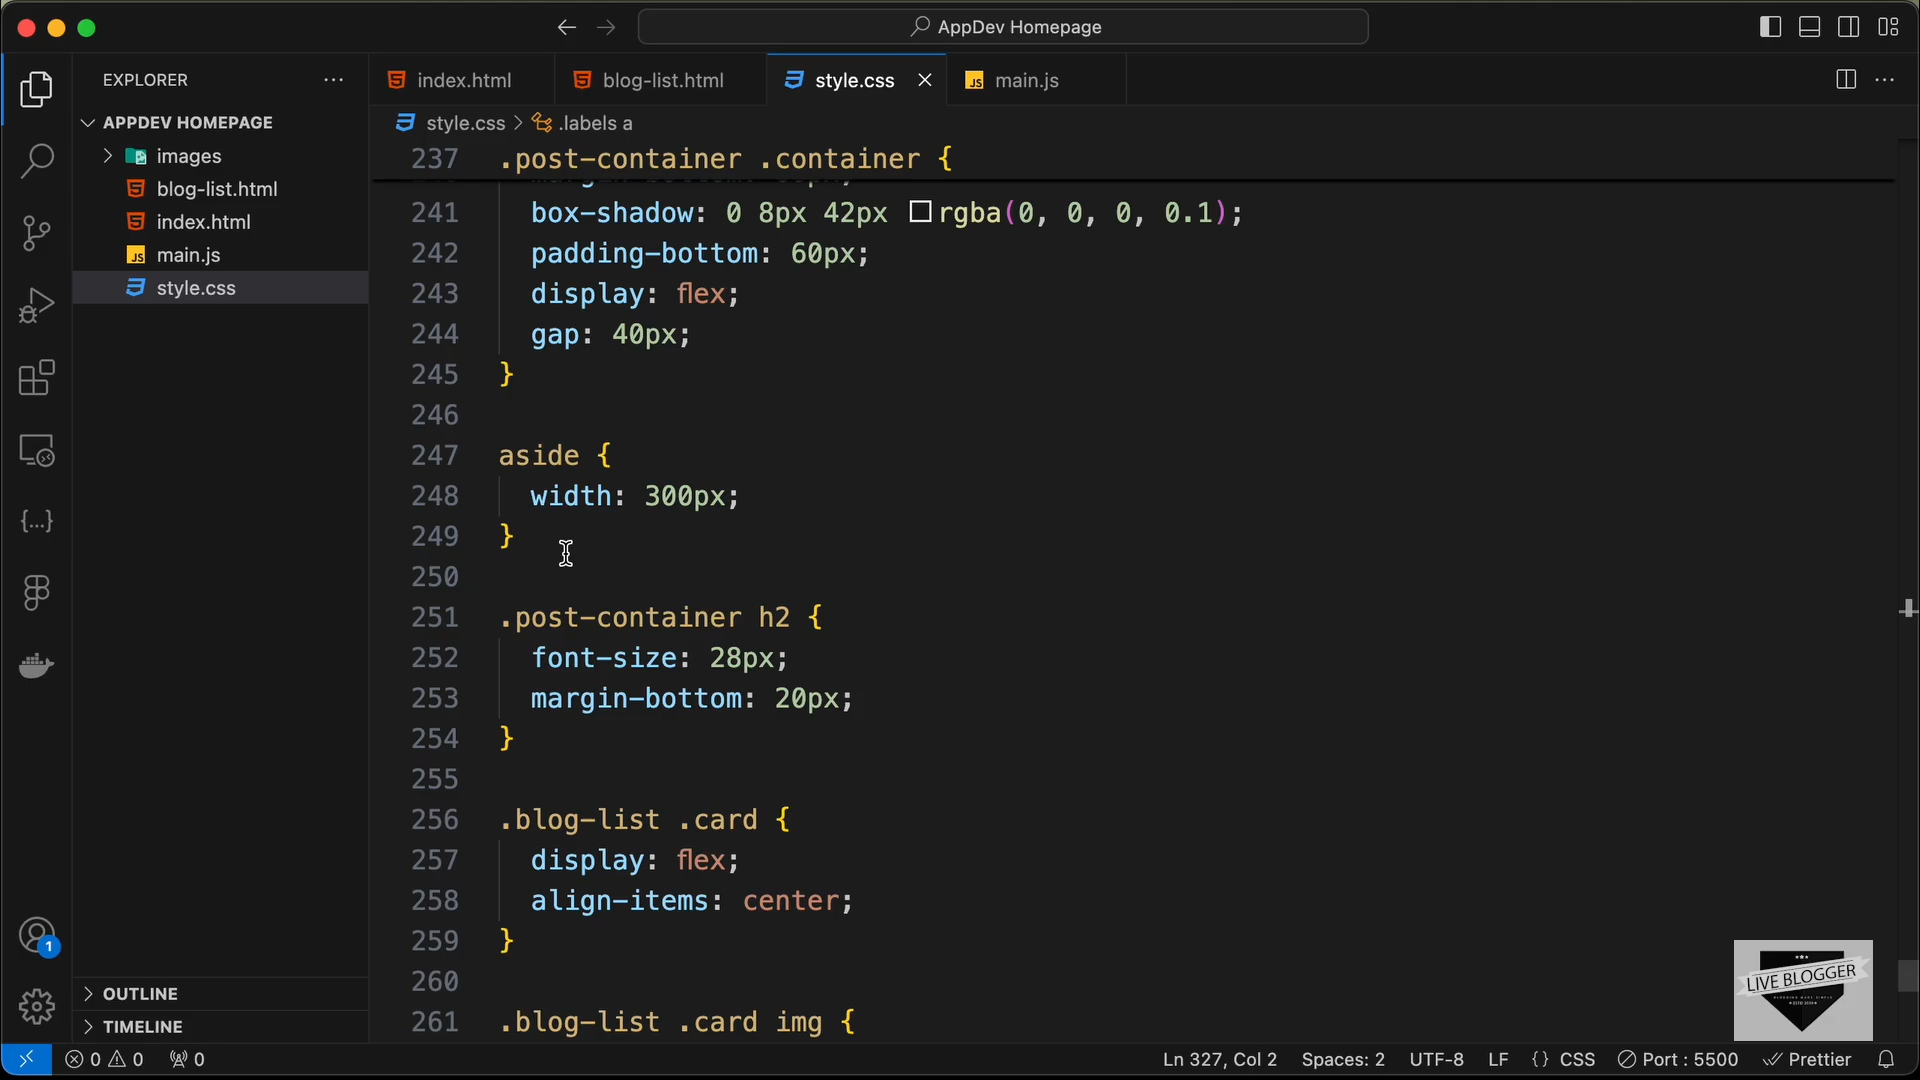 AppDev Homepage
EXPLORER
APPDEV HOMEPAGE
images
blog-list.html
index.html
main.js
style.css
OUTLINE
TIMELINE
index.html
blog-list.html
style.css
main.js
style.css > .labels a
237 .post-container .container {
241 box-shadow: 0 8px 42px rgba(0, 0, 0, 0.1);
242 padding-bottom: 60px;
243 display: flex;
244 gap: 40px;
245 }
246
247 aside {
248 width: 300px;
249 }
250
251 .post-container h2 {
252 font-size: 28px;
253 margin-bottom: 20px;
254 }
255
256 .blog-list .card {
257 display: flex;
258 align-items: center;
259 }
260
261 .blog-list .card img {
LIVE BLOGGER
1
0 0 0
Ln 327, Col 2 Spaces: 2 UTF-8 LF {} CSS Port : 5500 Prettier